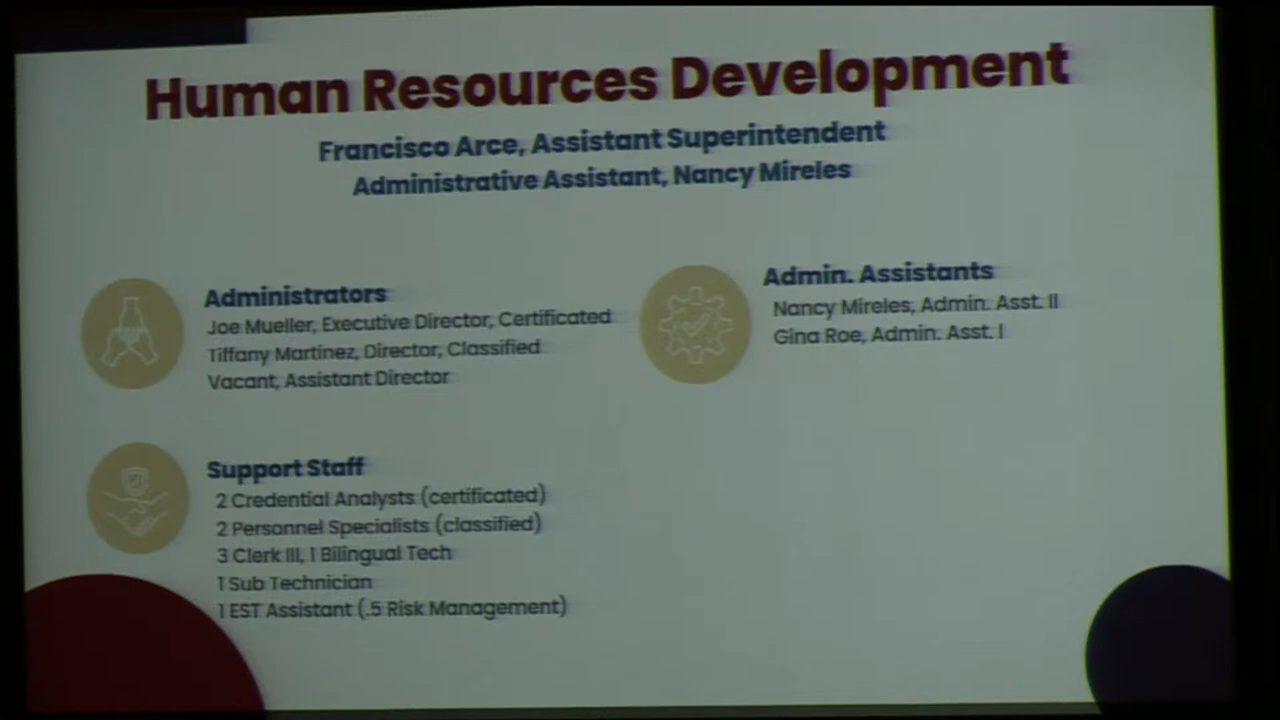 Human Resources Development
Francisco Arce, Assistant Superintendent
Administrative Assistant, Nancy Mireles
Administrators
Joe Mueller, Executive Director, Certificated
Tiffany Martinez, Director, Classified
Vacant, Assistant Director
Admin. Assistants
Nancy Mireles, Admin. Asst. II
Gina Roe, Admin. Asst. I
Support Staff
2 Credential Analysts (certificated)
2 Personnel Specialists (classified)
3 Clerk III, 1 Bilingual Tech
1 Sub Technician
1 EST Assistant (.5 Risk Management)